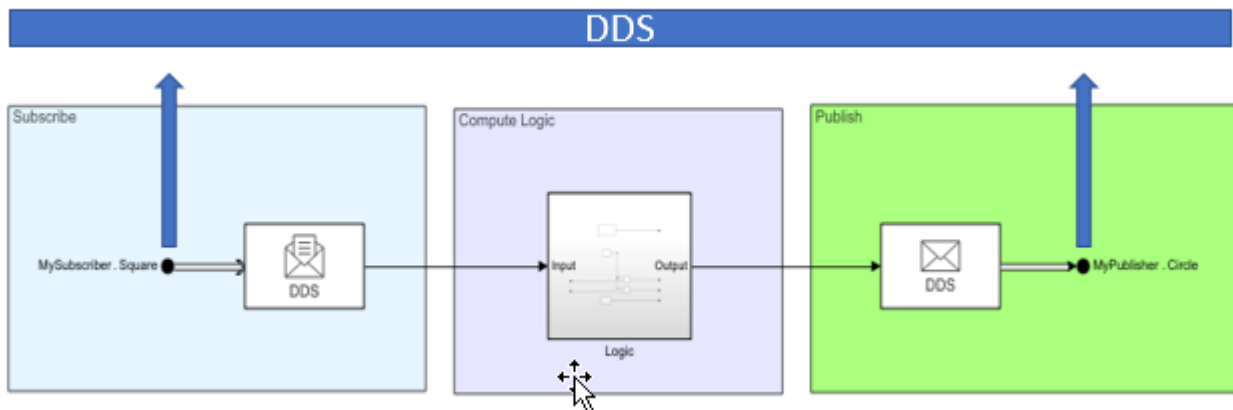 DDS
Subscribe
Compute Logic
Publish
MySubscriber . Square
DDS
Input
Output
Logic
DDS
MyPublisher . Circle